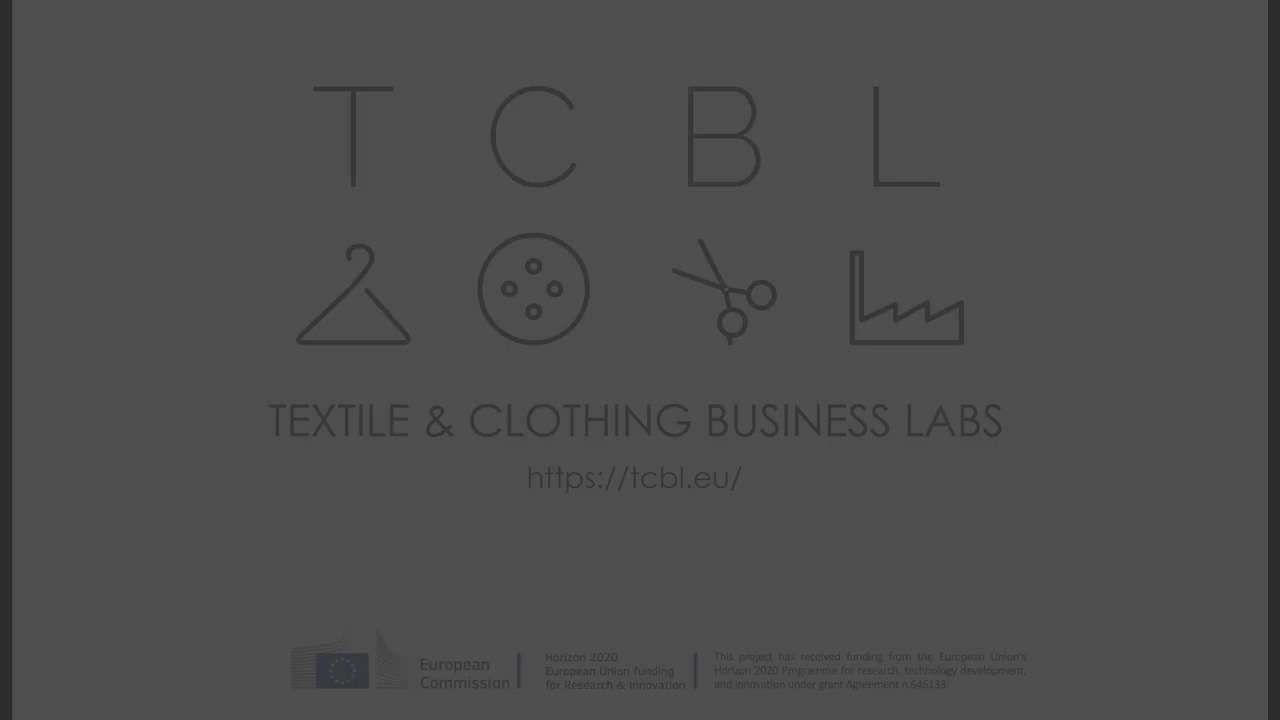 T C B L
TEXTILE & CLOTHING BUSINESS LABS
https://tcbl.eu/
European
Commission
Horizon 2020
European Union funding
for Research & Innovation
This project has received funding from the European Union's
Horizon 2020 Programme for research, technology development,
and innovation under grant Agreement n.646133